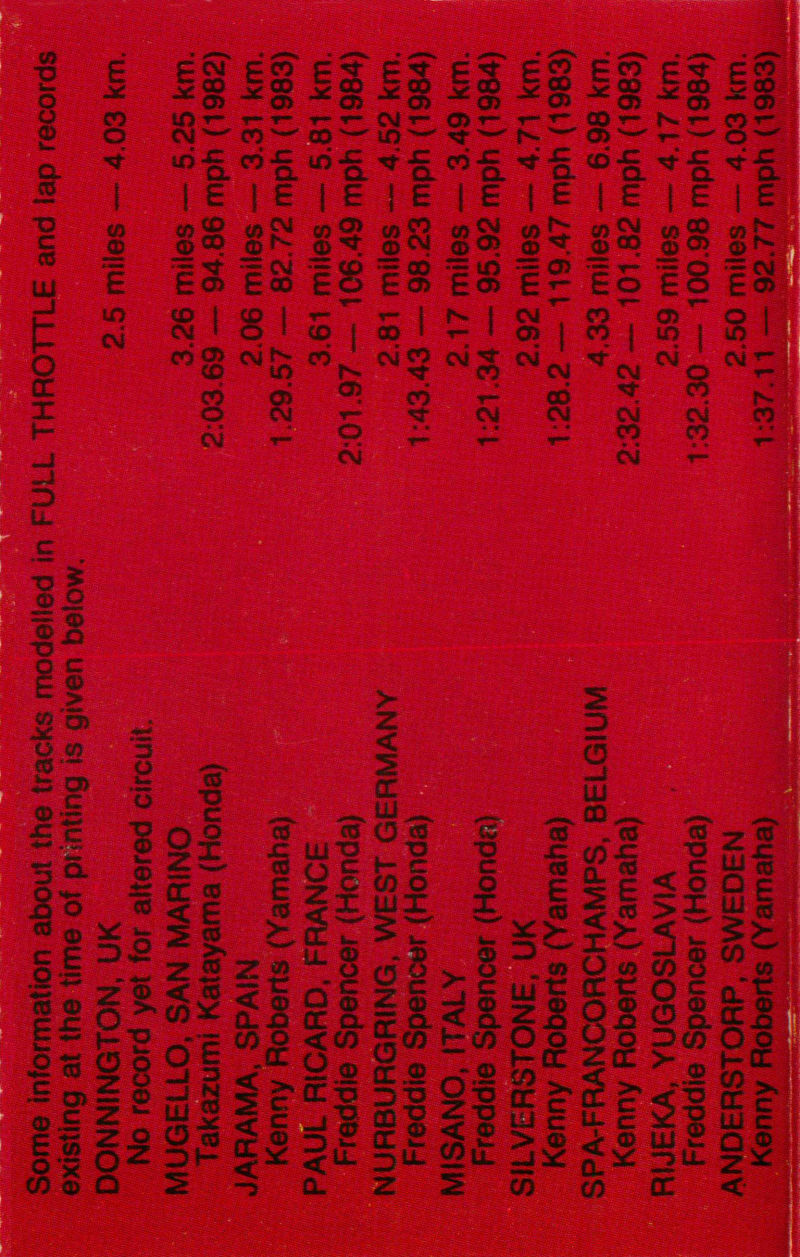 Some information about the tracks modelled in FULL THROTTLE and lap records
existing at the time of printing is given below.
DONNINGTON, UK 2.5 miles — 4.03 km.
No record yet for altered circuit.
MUGELLO, SAN MARINO 3.26 miles — 5.25 km.
Takazumi Katayama (Honda) 2:03.69 — 94.86 mph (1982)
JARAMA, SPAIN 2.06 miles — 3.31 km.
Kenny Roberts (Yamaha) 1.29.57 — 82.72 mph (1983)
PAUL RICARD, FRANCE 3.61 miles — 5.81 km.
Freddie Spencer (Honda) 2:01.97 — 106.49 mph (1984)
NURBURGRING, WEST GERMANY 2.81 miles — 4.52 km.
Freddie Spencer (Honda) 1:43.43 — 98.23 mph (1984)
MISANO, ITALY 2.17 miles — 3.49 km.
Freddie Spencer (Honda) 1:21.34 — 95.92 mph (1984)
SILVERSTONE, UK 2.92 miles — 4.71 km.
Kenny Roberts (Yamaha) 1:28.2 — 119.47 mph (1983)
SPA-FRANCORCHAMPS, BELGIUM 4.33 miles — 6.98 km.
Kenny Roberts (Yamaha) 2:32.42 — 101.82 mph (1983)
RIJEKA, YUGOSLAVIA 2.59 miles — 4.17 km.
Freddie Spencer (Honda) 1:32.30 — 100.98 mph (1984)
ANDERSTORP, SWEDEN 2.50 miles — 4.03 km.
Kenny Roberts (Yamaha) 1:37.11 — 92.77 mph (1983)